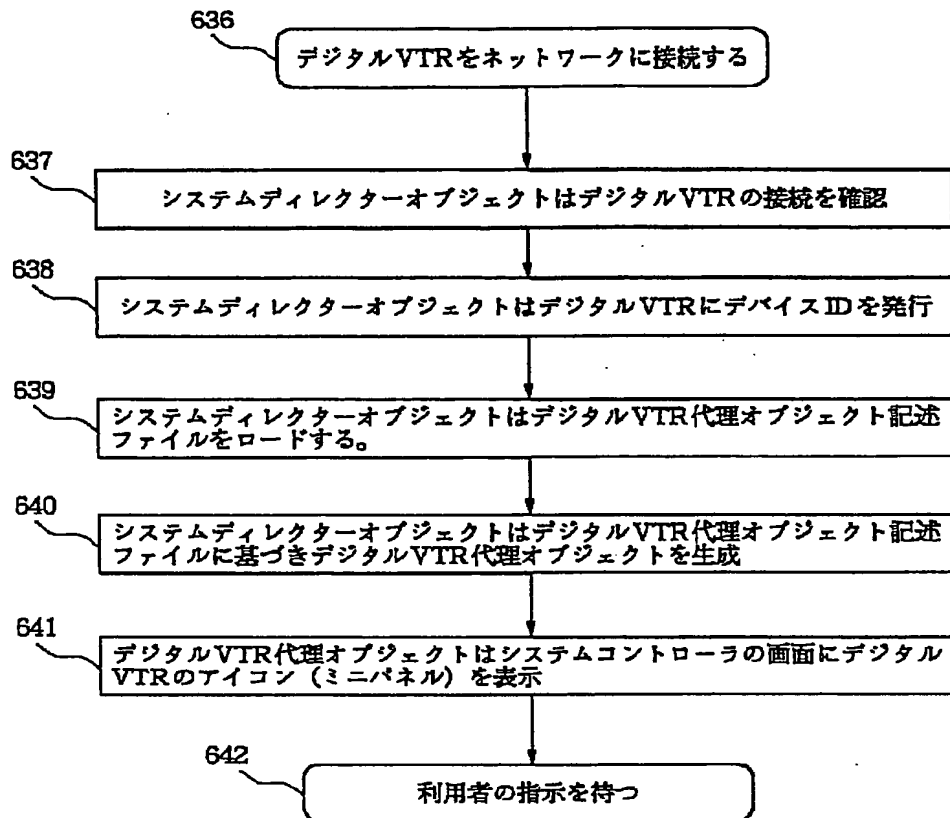 636
デジタルVTRをネットワークに接続する
637
システムディレクターオブジェクトはデジタルVTRの接続を確認
638
システムディレクターオブジェクトはデジタルVTRにデバイスIDを発行
639
システムディレクターオブジェクトはデジタルVTR代理オブジェクト記述
ファイルをロードする。
640
システムディレクターオブジェクトはデジタルVTR代理オブジェクト記述
ファイルに基づきデジタルVTR代理オブジェクトを生成
641
デジタルVTR代理オブジェクトはシステムコントローラの画面にデジタル
VTRのアイコン（ミニパネル）を表示
642
利用者の指示を待つ